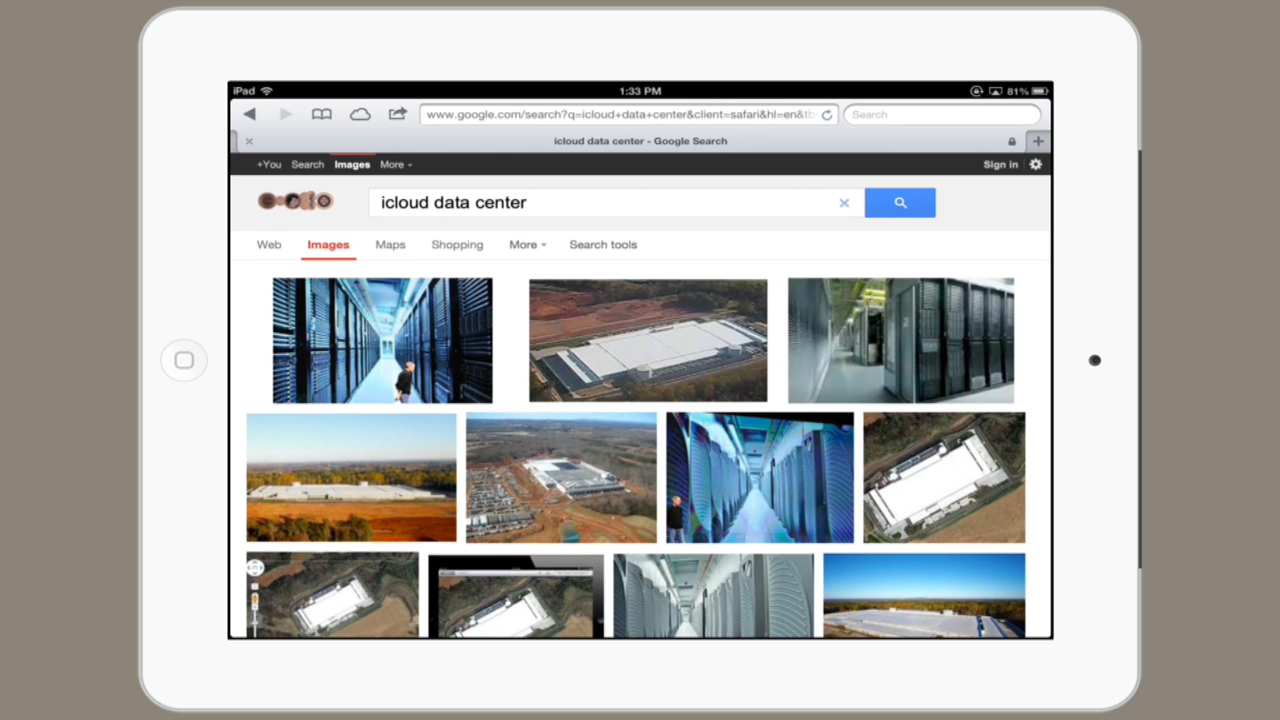 iPad 1:33 PM 81%
www.google.com/search?q=icloud+data+center&client=safari&hl=en&tb Search
icloud data center - Google Search
+You Search Images More Sign in
icloud data center
Web Images Maps Shopping More Search tools